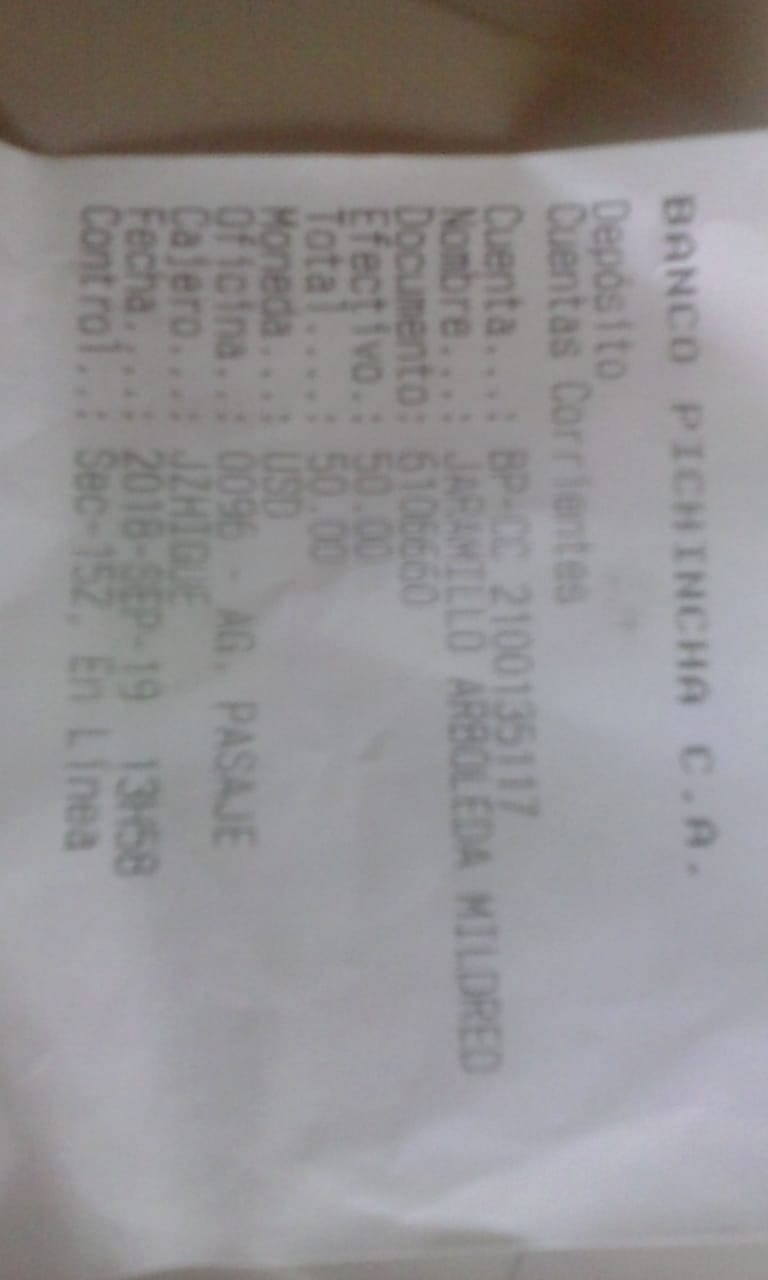 BANCO PICHINCHA C.A.
Depósito
Cuentas Corrientes
Cuenta...: BP-CC 2100135117
Nombre...: JARAMILLO ARBOLEDA MILDRED
Documento: 6106660
Efectivo.: 50.00
Total....: 50.00
Moneda...: USD
Oficina..: 0096 - AG. PASAJE
Cajero...: JZHIGUE
Fecha....: 2018-SEP-19 13H58
Control..: Sec-152, En Línea